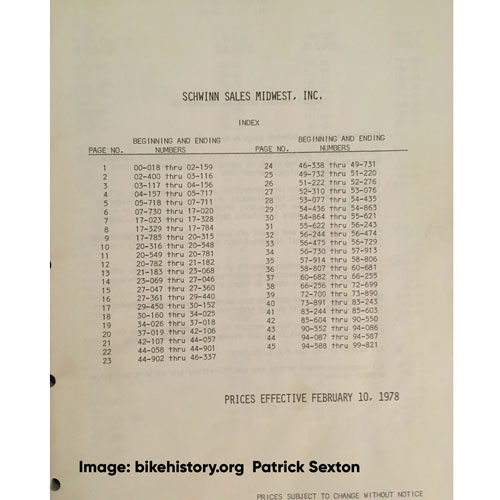 SCHWINN SALES MIDWEST, INC.
INDEX
BEGINNING AND ENDING
PAGE NO. NUMBERS
1 00-018 thru 02-159
2 02-400 thru 03-116
3 03-117 thru 04-156
4 04-157 thru 05-717
5 05-718 thru 07-711
6 07-730 thru 17-020
7 17-023 thru 17-328
8 17-329 thru 17-784
9 17-785 thru 20-315
10 20-316 thru 20-548
11 20-549 thru 20-781
12 20-782 thru 21-182
13 21-183 thru 23-068
14 23-069 thru 27-046
15 27-047 thru 27-360
16 27-361 thru 29-440
17 29-450 thru 30-152
18 30-160 thru 34-025
19 34-026 thru 37-018
20 37-019 thru 42-106
21 42-107 thru 44-057
22 44-058 thru 44-901
23 44-902 thru 46-337
BEGINNING AND ENDING
PAGE NO. NUMBERS
24 46-338 thru 49-731
25 49-732 thru 51-220
26 51-222 thru 52-276
27 52-310 thru 53-076
28 53-077 thru 54-435
29 54-436 thru 54-863
30 54-864 thru 55-621
31 55-622 thru 56-243
32 56-244 thru 56-474
33 56-475 thru 56-729
34 56-730 thru 57-913
35 57-914 thru 58-806
36 58-807 thru 60-681
37 60-682 thru 66-255
38 66-256 thru 72-699
39 72-700 thru 73-890
40 73-891 thru 83-243
41 83-244 thru 85-603
42 85-604 thru 90-550
43 90-552 thru 94-086
44 94-087 thru 94-587
45 94-588 thru 99-821
PRICES EFFECTIVE FEBRUARY 10, 1978
Image: bikehistory.org Patrick Sexton
PRICES SUBJECT TO CHANGE WITHOUT NOTICE